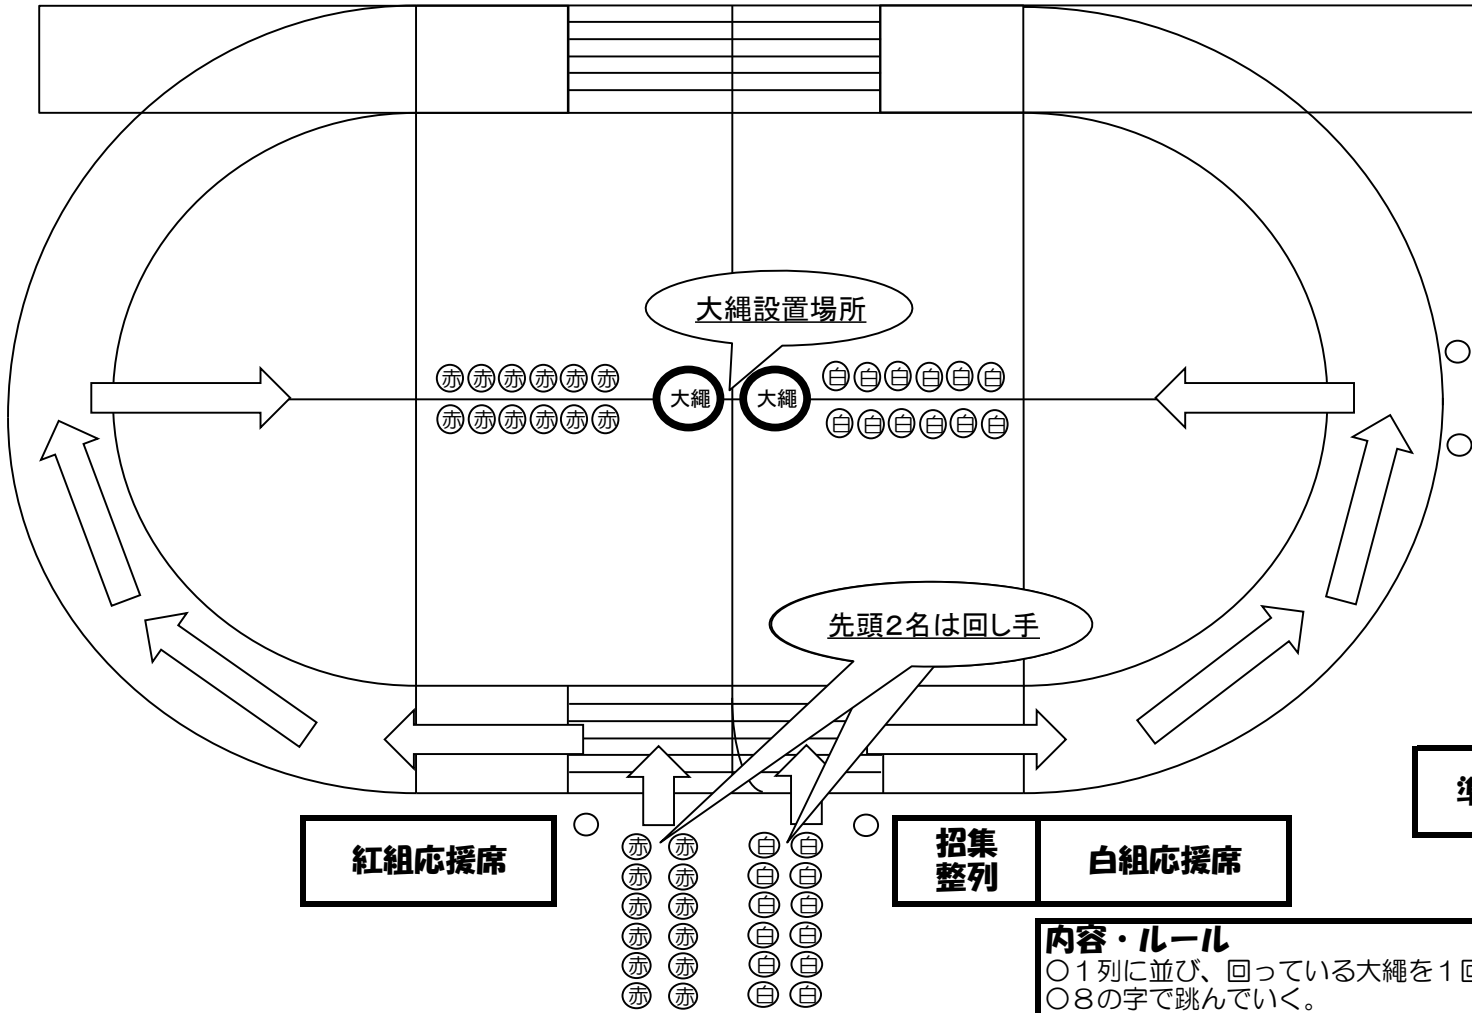 大縄設置場所
赤赤赤赤赤赤 大繩 大繩 白白白白白白
赤赤赤赤赤赤 白白白白白白
先頭2名は回し手
紅組応援席
赤赤 白白
赤赤 白白
赤赤 白白
赤赤 白白
赤赤 白白
赤赤 白白
招集
整列
白組応援席
内容・ルール
○1列に並び、回っている大繩を1回
○8の字で跳んでいく。